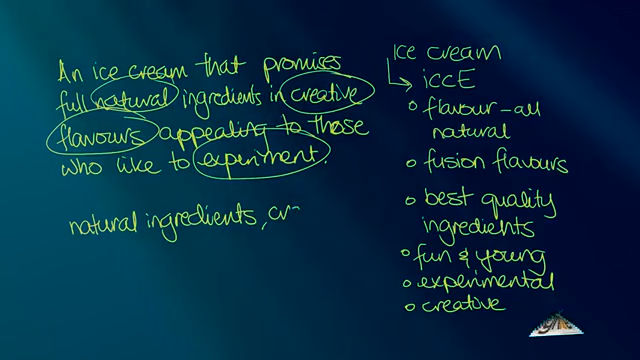 An ice cream that promises
full natural ingredients in creative
flavours appealing to those
who like to experiment.
natural ingredients, cr
Ice cream
iccE
flavour - all
natural
fusion flavours
best quality
ingredients
fun & young
experimental
creative